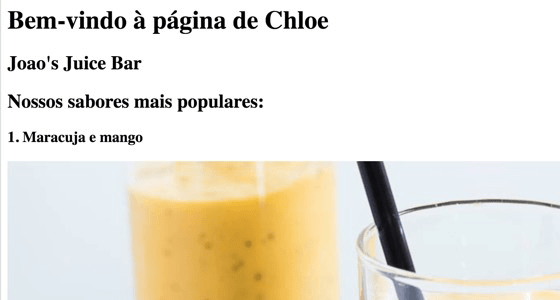 Bem-vindo à página de Chloe
Joao's Juice Bar
Nossos sabores mais populares:
1. Maracuja e mango